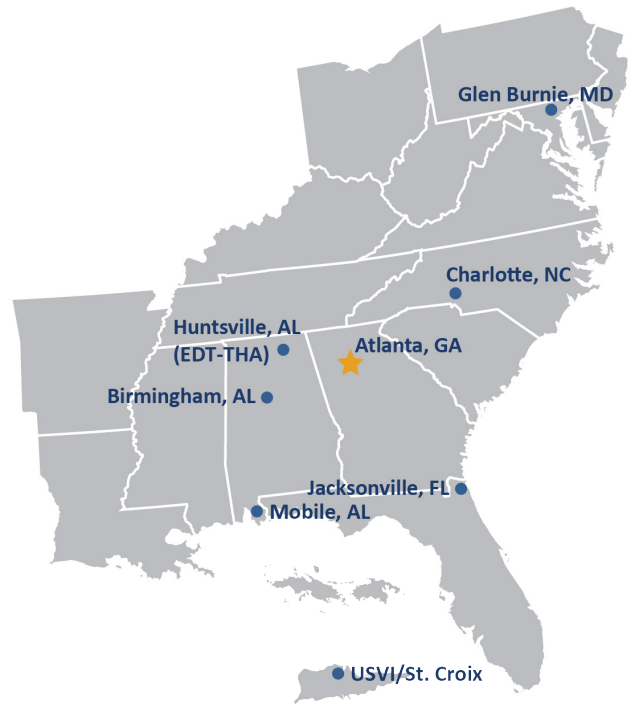 Glen Burnie, MD
Charlotte, NC
Huntsville, AL
(EDT-THA)
Atlanta, GA
Birmingham, AL
Jacksonville, FL
Mobile, AL
USVI/St. Croix